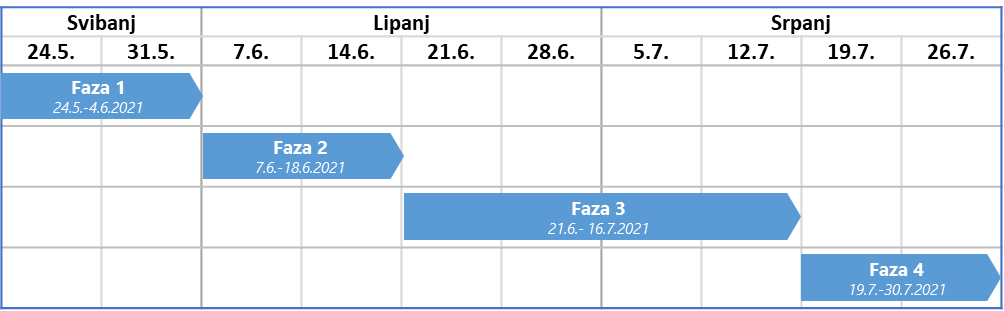 Svibanj Lipanj Srpanj
24.5. 31.5. 7.6. 14.6. 21.6. 28.6. 5.7. 12.7. 19.7. 26.7.
Faza 1
24.5.-4.6.2021
Faza 2
7.6.-18.6.2021
Faza 3
21.6.- 16.7.2021
Faza 4
19.7.-30.7.2021